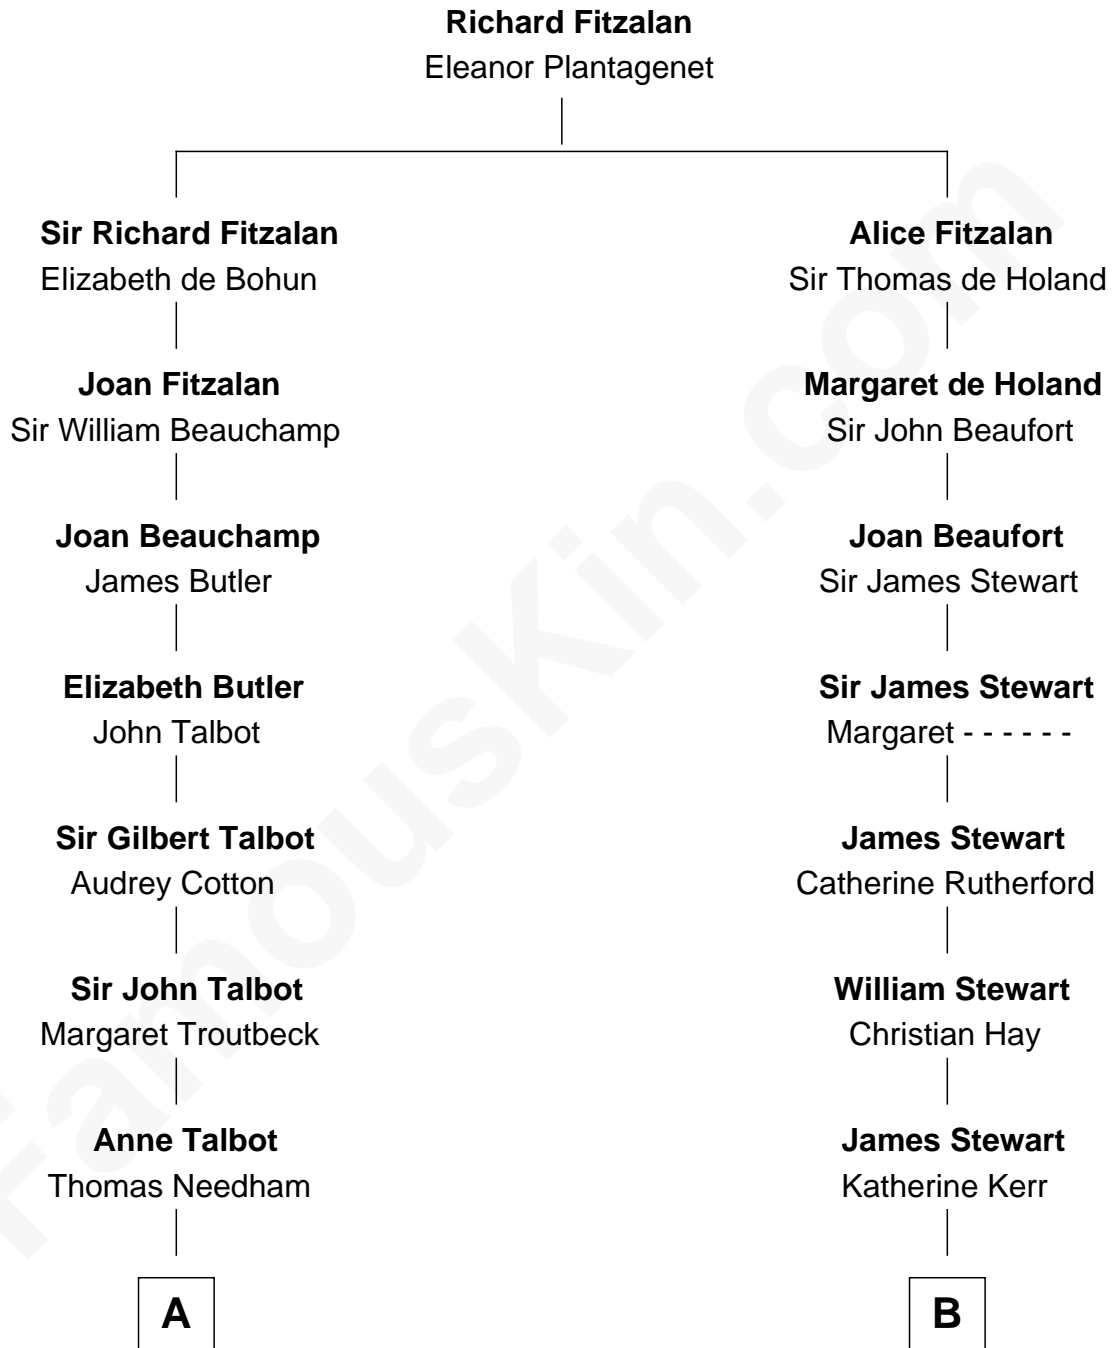 Richard Fitzalan
Eleanor Plantagenet
Sir Richard Fitzalan
Elizabeth de Bohun
Alice Fitzalan
Sir Thomas de Holand
Joan Fitzalan
Sir William Beauchamp
Margaret de Holand
Sir John Beaufort
Joan Beauchamp
James Butler
Joan Beaufort
Sir James Stewart
Elizabeth Butler
John Talbot
Sir James Stewart
Margaret - - - - - -
Sir Gilbert Talbot
Audrey Cotton
James Stewart
Catherine Rutherford
Sir John Talbot
Margaret Troutbeck
William Stewart
Christian Hay
Anne Talbot
Thomas Needham
James Stewart
Katherine Kerr
A
B
FamousKin.com